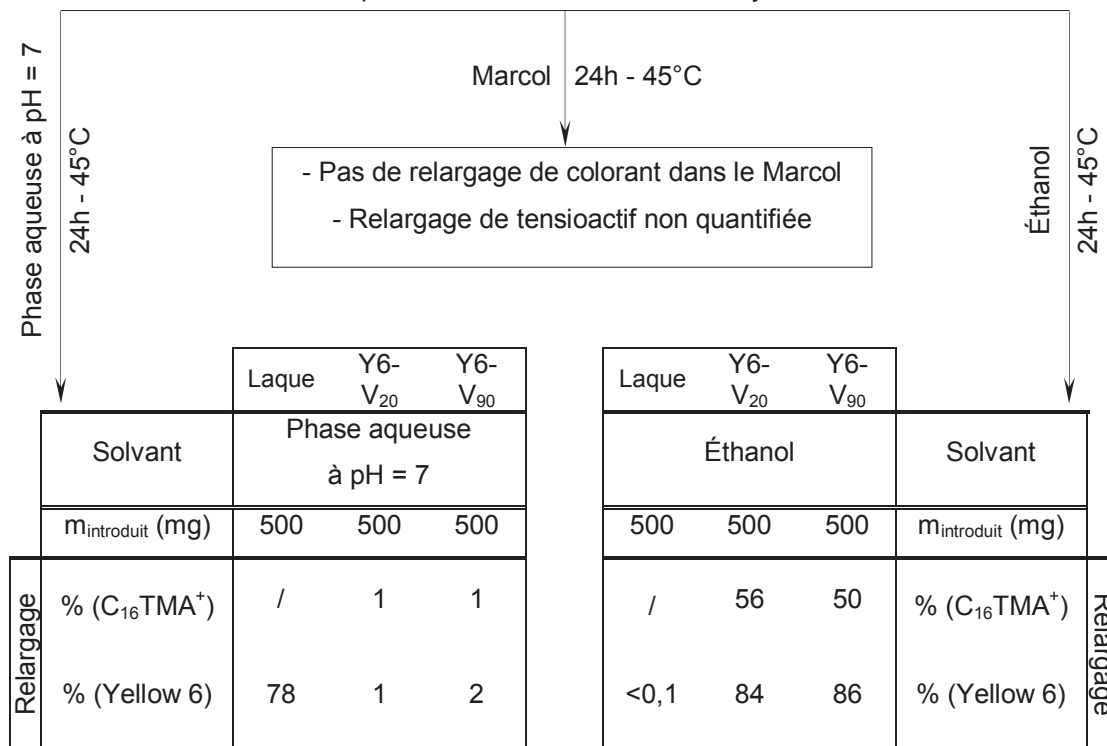 Phase aqueuse à pH = 7
24h - 45°C
Marcol 24h - 45°C
Éthanol
24h - 45°C
- Pas de relargage de colorant dans le Marcol
- Relargage de tensioactif non quantifiée
Laque Y6-V20 Y6-V90
Solvant Phase aqueuse à pH = 7
mintroduit (mg) 500 500 500
Relargage
% (C16TMA+) / 1 1
% (Yellow 6) 78 1 2
Laque Y6-V20 Y6-V90
Éthanol Solvant
500 500 500 mintroduit (mg)
/ 56 50 % (C16TMA+)
<0,1 84 86 % (Yellow 6)
Relargage